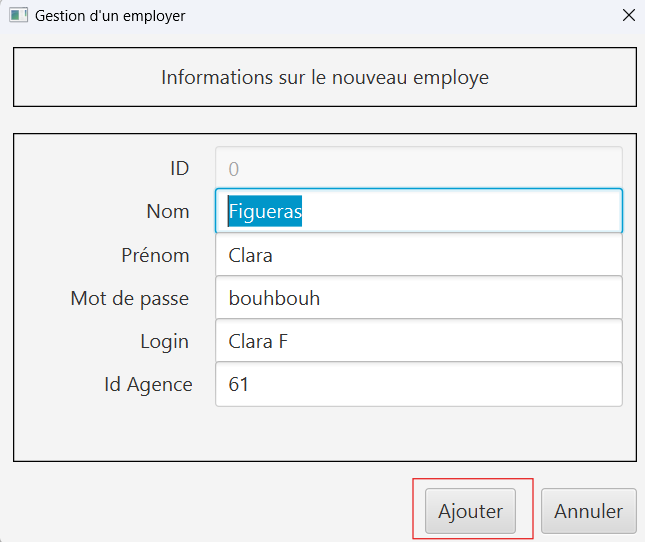 Gestion d'un employer
Informations sur le nouveau employe
ID 0
Nom Figueras
Prénom Clara
Mot de passe bouhbouh
Login Clara F
Id Agence 61
Ajouter Annuler